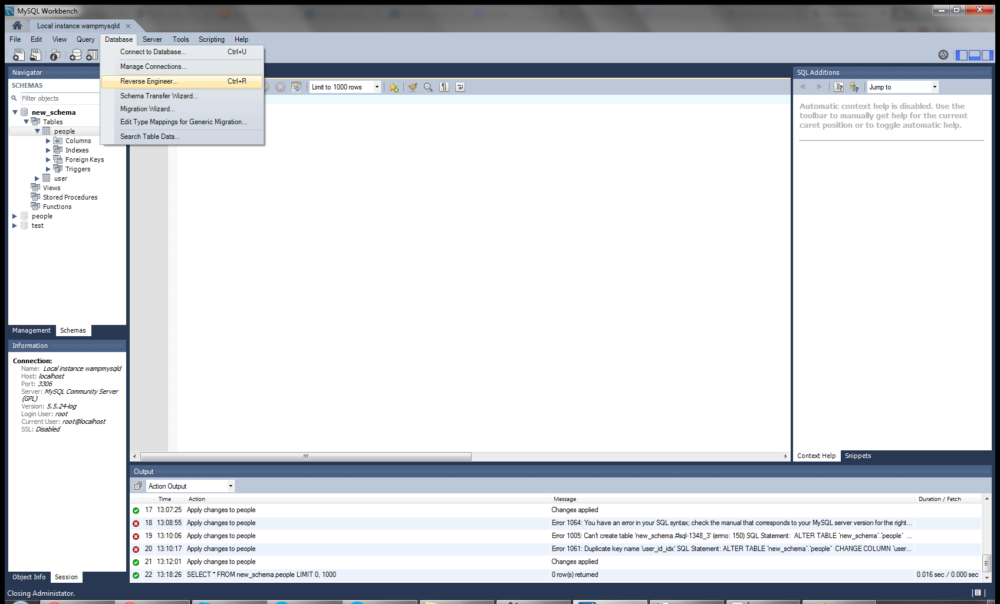 MySQL Workbench
Local instance wampmysqld
File Edit View Query Database Server Tools Scripting Help
Connect to Database... Ctrl+U
Manage Connections...
Reverse Engineer... Ctrl+R
Schema Transfer Wizard...
Migration Wizard...
Edit Type Mappings for Generic Migration...
Search Table Data...
Navigator
SCHEMAS
Filter objects
new_schema
Tables
people
Columns
Indexes
Foreign Keys
Triggers
user
Views
Stored Procedures
Functions
people
test
Management Schemas
Information
Connection:
Name: Local instance wampmysqld
Host: localhost
Port: 3306
Server: MySQL Community Server
(GPL)
Version: 5.5.24-log
Login User: root
Current User: root@localhost
SSL: Disabled
Object Info Session
Limit to 1000 rows
SQL Additions
Jump to
Automatic context help is disabled. Use the
toolbar to manually get help for the current
caret position or to toggle automatic help.
Context Help Snippets
Output
Action Output
Time Action Message Duration / Fetch
17 13:07:25 Apply changes to people Changes applied
18 13:08:55 Apply changes to people Error 1064: You have an error in your SQL syntax; check the manual that corresponds to your MySQL server version for the right...
19 13:10:06 Apply changes to people Error 1005: Can't create table 'new_schema.#sql-1348_3' (errno: 150) SQL Statement: ALTER TABLE `new_schema`.`people` ...
20 13:10:17 Apply changes to people Error 1061: Duplicate key name 'user_id_idx' SQL Statement: ALTER TABLE `new_schema`.`people` CHANGE COLUMN `user...
21 13:12:01 Apply changes to people Changes applied
22 13:18:26 SELECT * FROM new_schema.people LIMIT 0, 1000 0 row(s) returned 0.016 sec / 0.000 sec
Closing Administator.